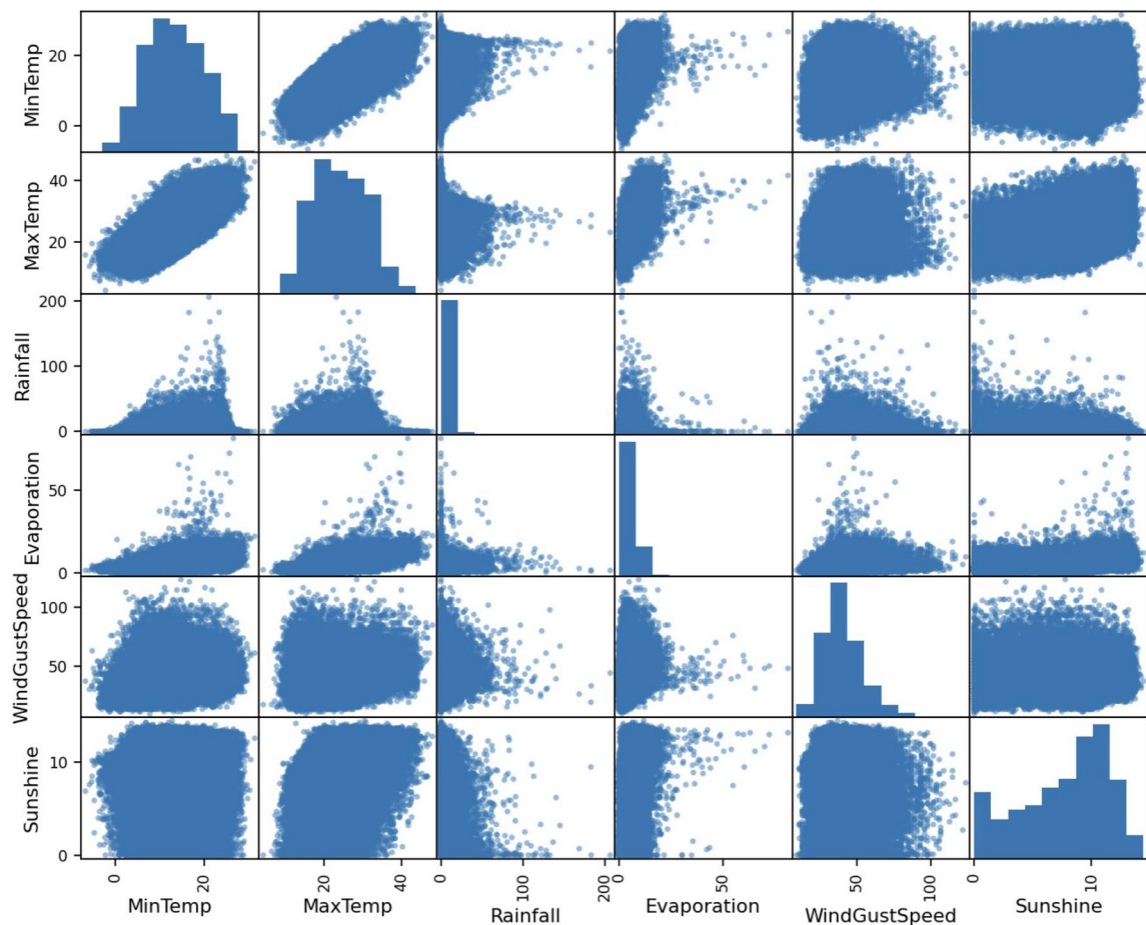 MinTemp
20
0
MaxTemp
40
20
Rainfall
200
100
0
Evaporation
50
0
WindGustSpeed
100
50
Sunshine
10
0
0 20 20 40 0 100 200 0 50 50 100 0 10
MinTemp MaxTemp Rainfall Evaporation WindGustSpeed Sunshine